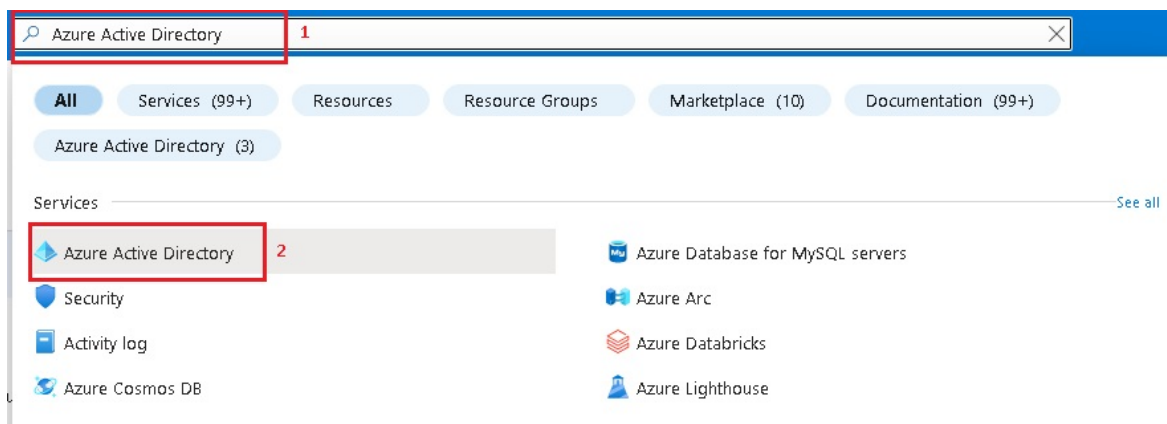 Azure Active Directory 1
All Services (99+) Resources Resource Groups Marketplace (10) Documentation (99+)
Azure Active Directory (3)
Services See all
Azure Active Directory 2 Azure Database for MySQL servers
Security Azure Arc
Activity log Azure Databricks
Azure Cosmos DB Azure Lighthouse